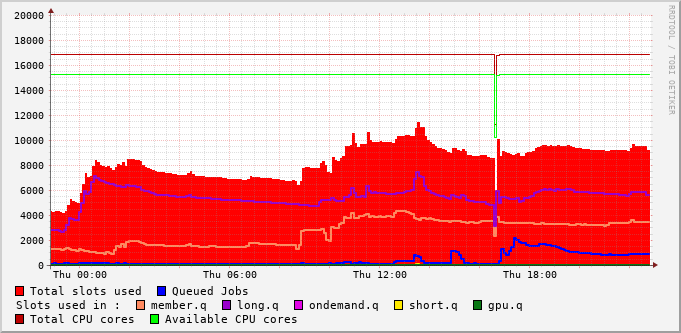 RRDTOOL / TOBI OETIKER
20000
18000
16000
14000
12000
10000
8000
6000
4000
2000
0
Thu 00:00 Thu 06:00 Thu 12:00 Thu 18:00
Total slots used Queued Jobs
Slots used in : member.q long.q ondemand.q short.q gpu.q
Total CPU cores Available CPU cores